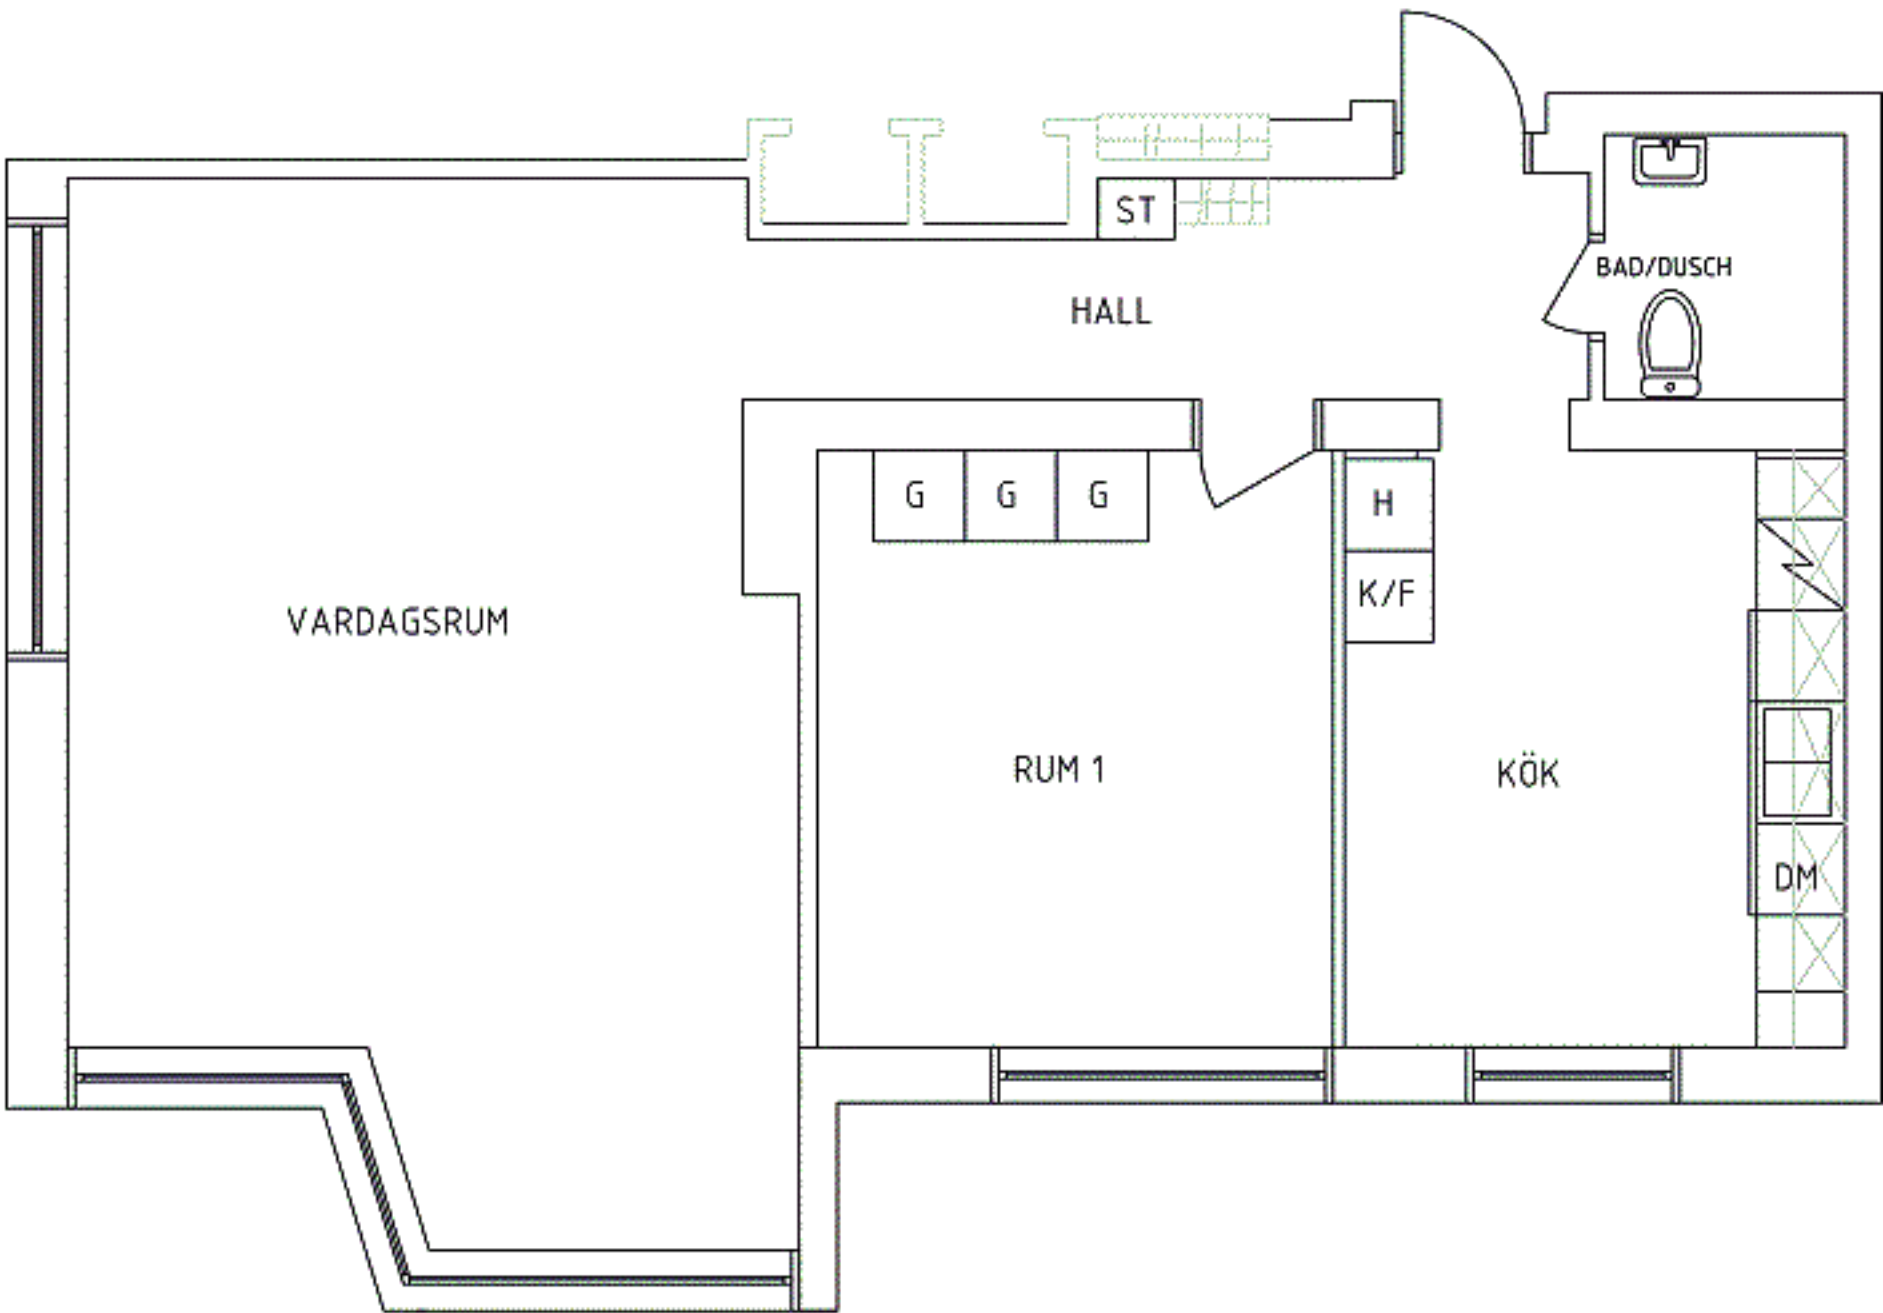 ST
BAD/DUSCH
HALL
G G G
H
K/F
VARDAGSRUM
RUM 1
KÖK
DM